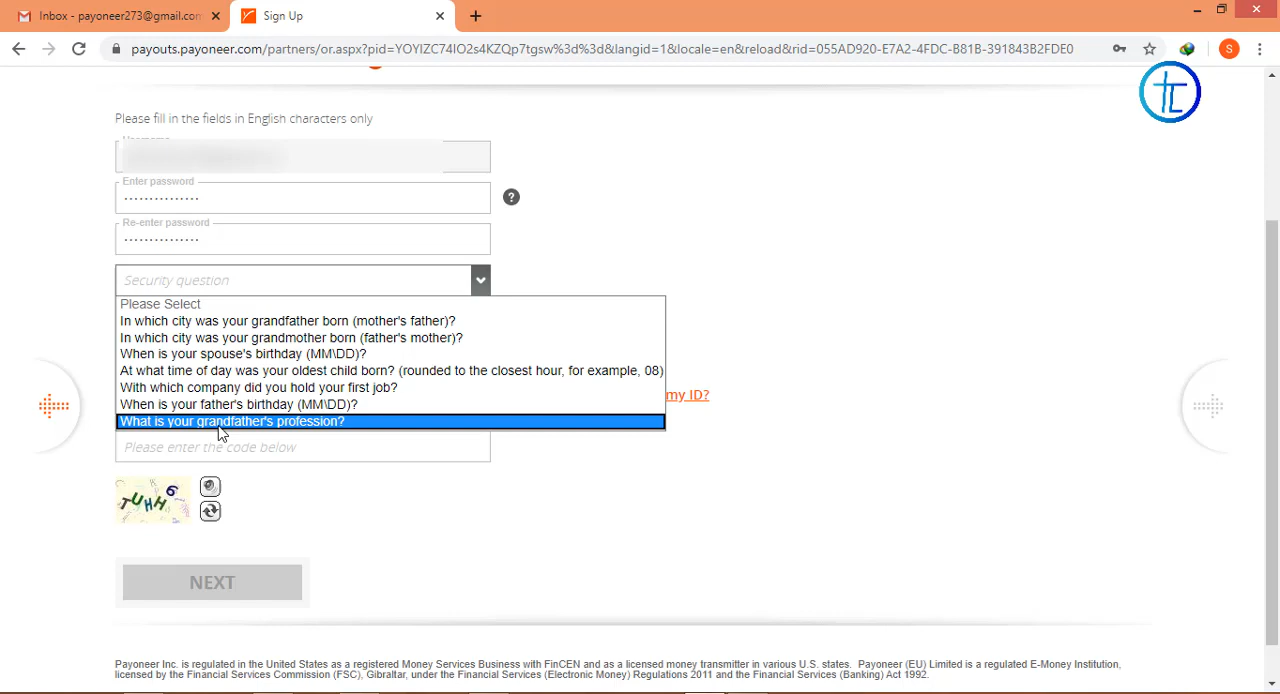 Inbox - payoneer273@gmail.com
Sign Up
payouts.payoneer.com/partners/or.aspx?pid=YOYIZC74IO2s4KZQp7tgsw%3d%3d&langid=1&locale=en&reload&rid=055AD920-E7A2-4FDC-B81B-391843B2FDE0
S
Please fill in the fields in English characters only
Username
Enter password
?
Re-enter password
Security question
Please Select
In which city was your grandfather born (mother's father)?
In which city was your grandmother born (father's mother)?
When is your spouse's birthday (MM\DD)?
At what time of day was your oldest child born? (rounded to the closest hour, for example, 08)
With which company did you hold your first job?
my ID?
When is your father's birthday (MM\DD)?
What is your grandfather's profession?
Please enter the code below
TUHH6
NEXT
Payoneer Inc. is regulated in the United States as a registered Money Services Business with FinCEN and as a licensed money transmitter in various U.S. states. Payoneer (EU) Limited is a regulated E-Money Institution,
licensed by the Financial Services Commission (FSC), Gibraltar, under the Financial Services (Electronic Money) Regulations 2011 and the Financial Services (Banking) Act 1992.